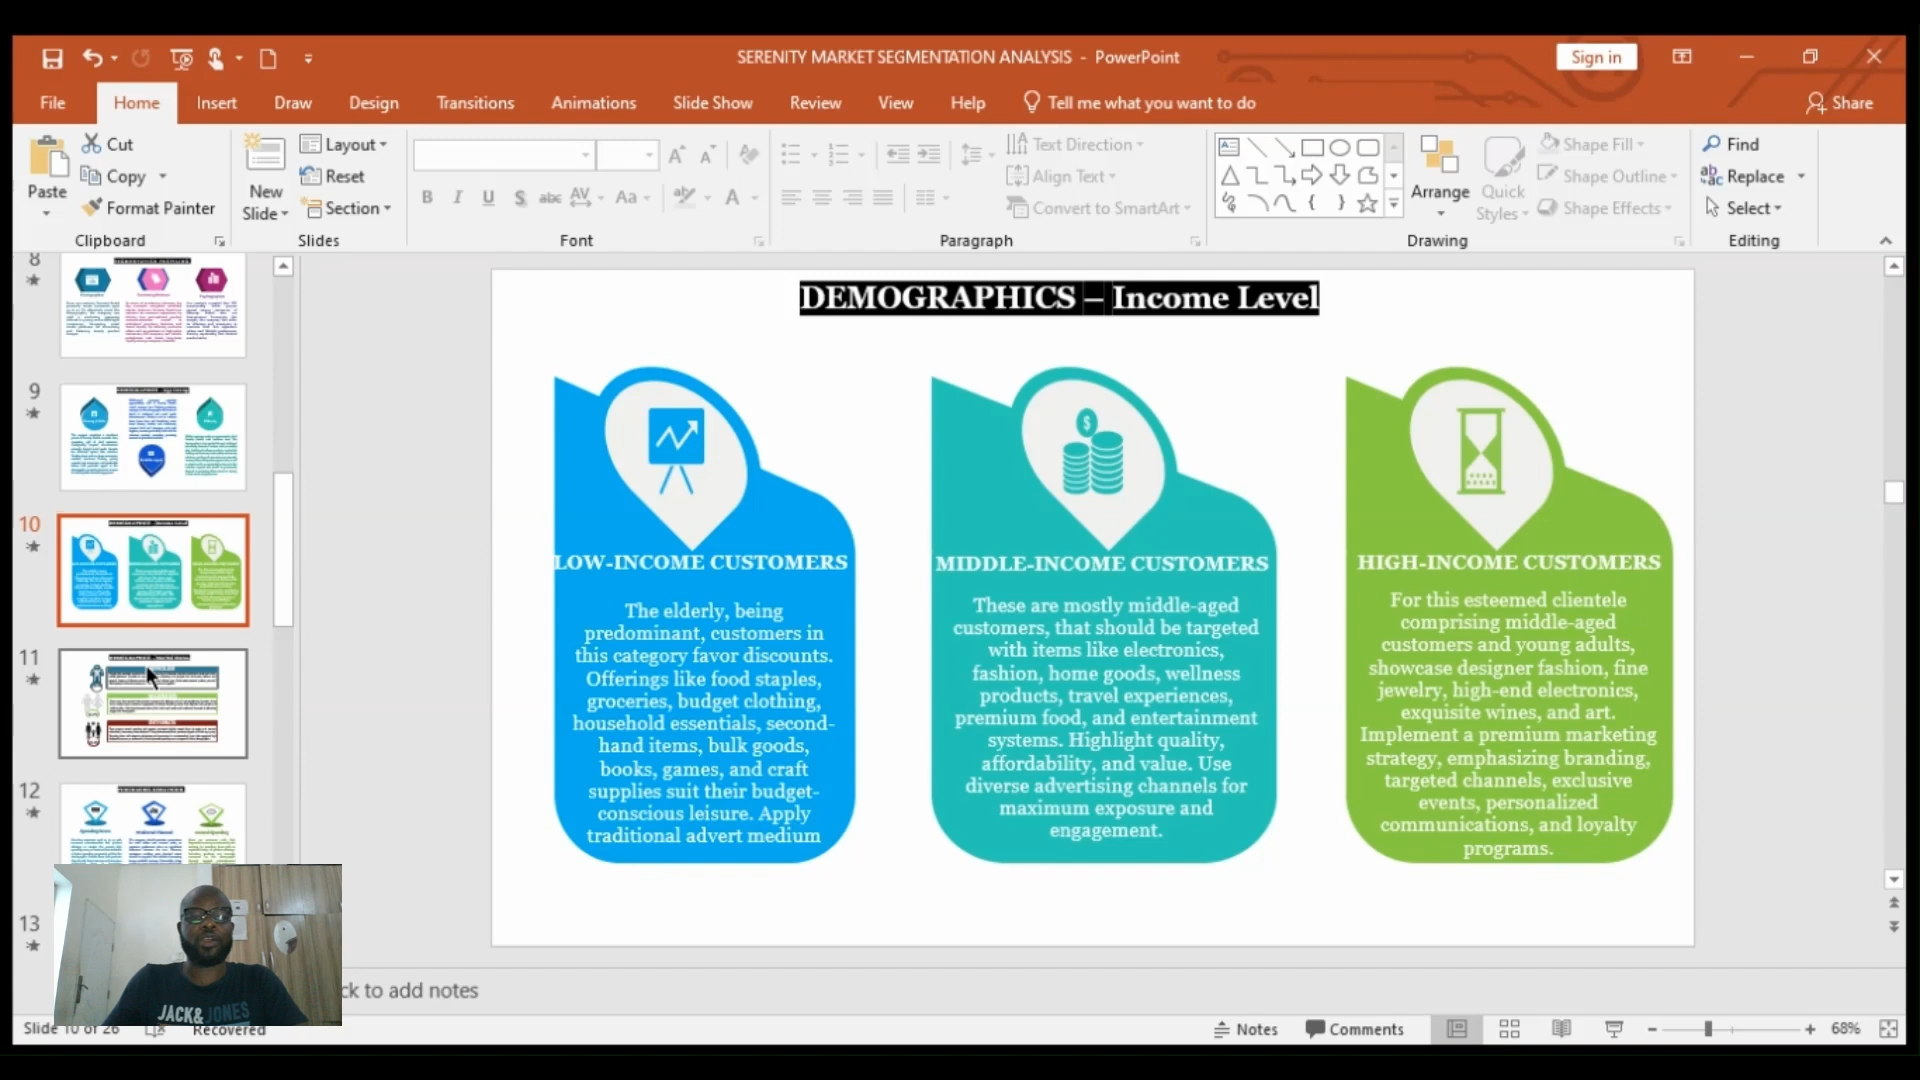 SERENITY MARKET SEGMENTATION ANALYSIS - PowerPoint
Sign in
File
Home
Insert
Draw
Design
Transitions
Animations
Slide Show
Review
View
Help
Tell me what you want to do
Share
Paste
Cut
Copy
Format Painter
Clipboard
New
Slide
Layout
Reset
Section
Slides
Font
Text Direction
Align Text
Convert to SmartArt
Paragraph
Arrange
Quick
Styles
Shape Fill
Shape Outline
Shape Effects
Drawing
Find
Replace
Select
Editing
8
9
10
11
12
13
DEMOGRAPHICS – Income Level
LOW-INCOME CUSTOMERS
The elderly, being
predominant, customers in
this category favor discounts.
Offerings like food staples,
groceries, budget clothing,
household essentials, second-
hand items, bulk goods,
books, games, and craft
supplies suit their budget-
conscious leisure. Apply
traditional advert medium
MIDDLE-INCOME CUSTOMERS
These are mostly middle-aged
customers, that should be targeted
with items like electronics,
fashion, home goods, wellness
products, travel experiences,
premium food, and entertainment
systems. Highlight quality,
affordability, and value. Use
diverse advertising channels for
maximum exposure and
engagement.
HIGH-INCOME CUSTOMERS
For this esteemed clientele
comprising middle-aged
customers and young adults,
showcase designer fashion, fine
jewelry, high-end electronics,
exquisite wines, and art.
Implement a premium marketing
strategy, emphasizing branding,
targeted channels, exclusive
events, personalized
communications, and loyalty
programs.
JACK& JONES
ck to add notes
Slide 10 of 26
Recovered
Notes
Comments
68%